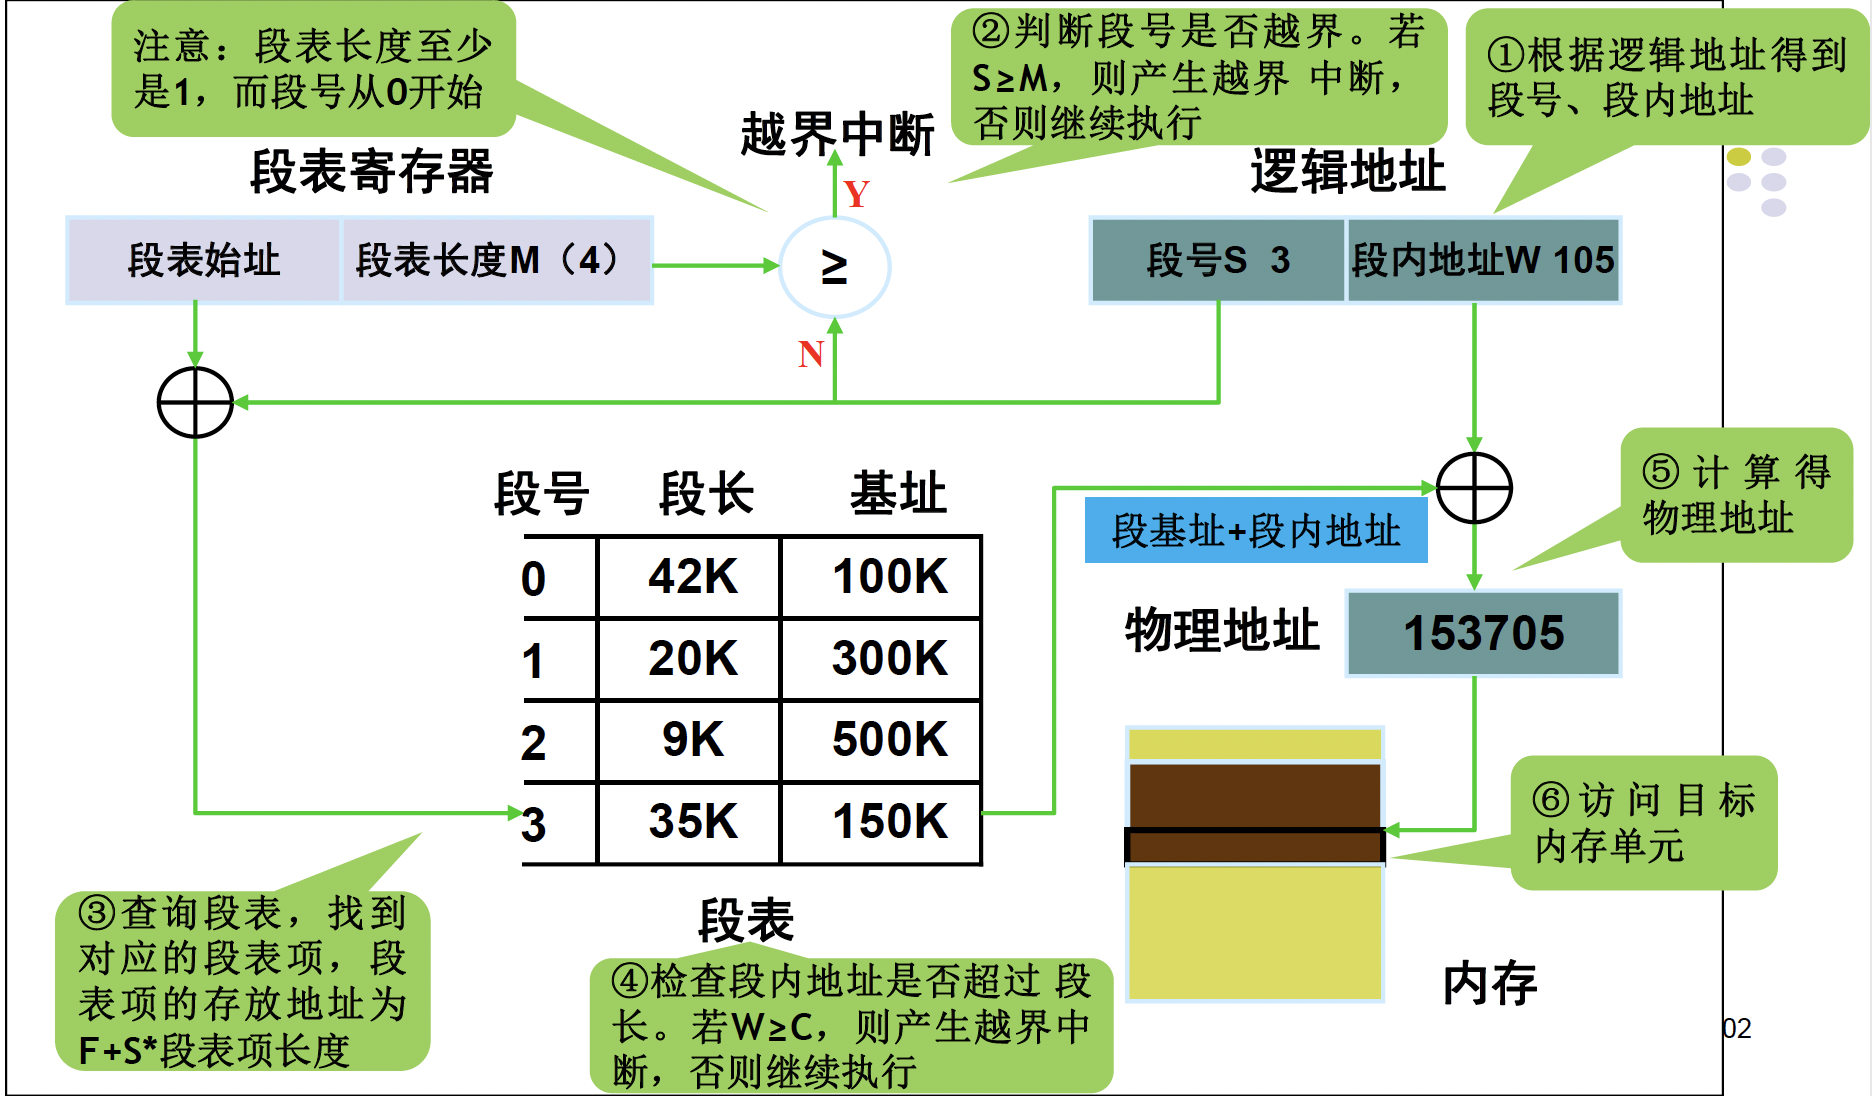 注意：段表长度至少
是1，而段号从0开始
②判断段号是否越界。若
S≥M，则产生越界 中断，
否则继续执行
①根据逻辑地址得到
段号、段内地址
越界中断
段表寄存器
逻辑地址
Y
段表始址
段表长度M（4）
≥
段号S 3
段内地址W 105
N
⑤计算得
物理地址
段号 段长 基址
段基址+段内地址
0 42K 100K
1 20K 300K
2 9K 500K
3 35K 150K
物理地址
153705
⑥访问目标
内存单元
③查询段表，找到
对应的段表项，段
表项的存放地址为
F+S*段表项长度
段表
④检查段内地址是否超过 段
长。若W≥C，则产生越界中
断，否则继续执行
内存
02